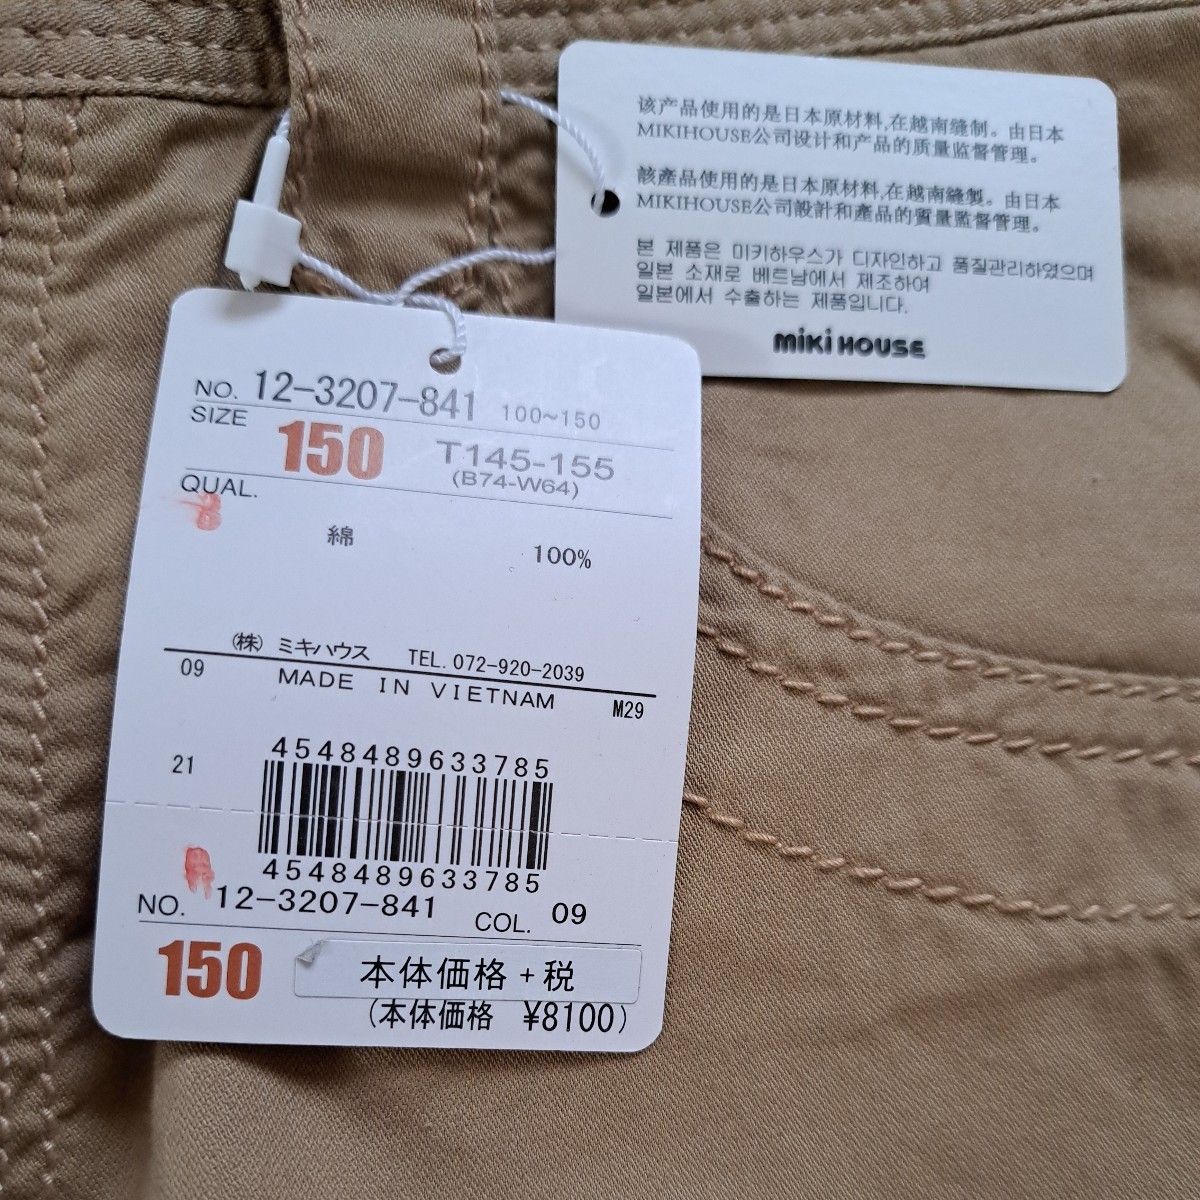 该产品使用的是日本原材料,在越南缝制。由日本
MIKIHOUSE公司设计和产品的质量监督管理。
該產品使用的是日本原材料,在越南縫製。由日本
MIKIHOUSE公司設計和產品的質量監督管理。
본 제품은 미키하우스가 디자인하고 품질관리하였으며
일본 소재로 베트남에서 제조하여
일본에서 수출하는 제품입니다.
miKi HOUSE
NO. 12-3207-841 100~150
SIZE 150 T145-155
(B74-W64)
QUAL.
綿 100%
(株) ミキハウス TEL. 072-920-2039
09 MADE IN VIETNAM M29
4548489633785
21
4548489633785
NO. 12-3207-841 COL. 09
150 本体価格+税
(本体価格 ¥8100)